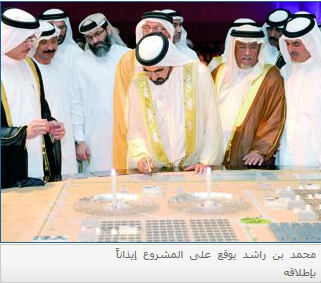 محمد بن راشد يوقع على المشروع إيذاناً
بإطلاقه